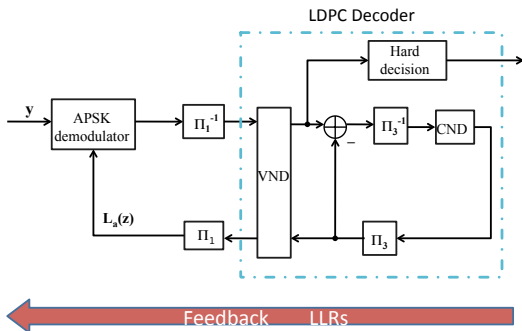 LDPC Decoder
Hard
decision
y
APSK
demodulator
Π₁⁻¹
VND
−
Π₃⁻¹
CND
Lₐ(z)
Π₁
Π₃
Feedback LLRs